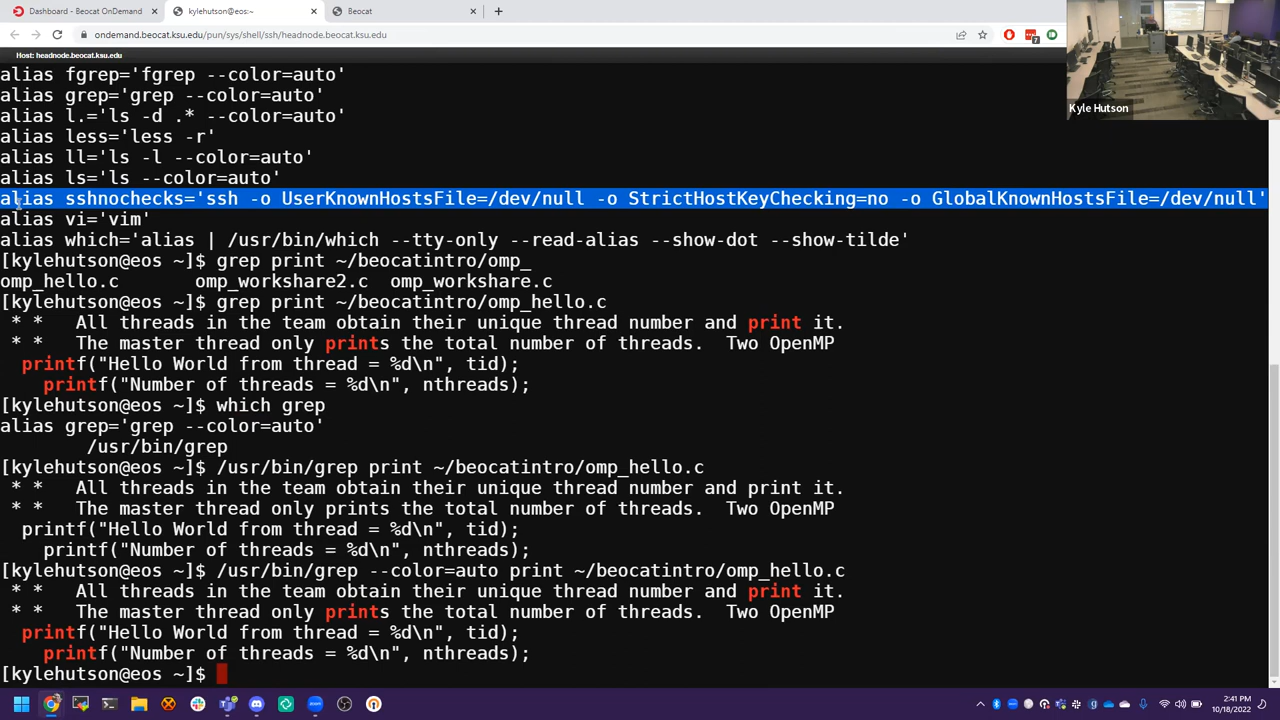 Dashboard - Beocat OnDemand
kylehutson@eos:~
Beocat
ondemand.beocat.ksu.edu/pun/sys/shell/ssh/headnode.beocat.ksu.edu
7
Host: headnode.beocat.ksu.edu
Kyle Hutson
alias fgrep='fgrep --color=auto'
alias grep='grep --color=auto'
alias l.='ls -d .* --color=auto'
alias less='less -r'
alias ll='ls -l --color=auto'
alias ls='ls --color=auto'
alias sshnochecks='ssh -o UserKnownHostsFile=/dev/null -o StrictHostKeyChecking=no -o GlobalKnownHostsFile=/dev/null'
alias vi='vim'
alias which='alias | /usr/bin/which --tty-only --read-alias --show-dot --show-tilde'
[kylehutson@eos ~]$ grep print ~/beocatintro/omp_
omp_hello.c omp_workshare2.c omp_workshare.c
[kylehutson@eos ~]$ grep print ~/beocatintro/omp_hello.c
* * All threads in the team obtain their unique thread number and print it.
* * The master thread only prints the total number of threads. Two OpenMP
printf("Hello World from thread = %d\n", tid);
printf("Number of threads = %d\n", nthreads);
[kylehutson@eos ~]$ which grep
alias grep='grep --color=auto'
/usr/bin/grep
[kylehutson@eos ~]$ /usr/bin/grep print ~/beocatintro/omp_hello.c
* * All threads in the team obtain their unique thread number and print it.
* * The master thread only prints the total number of threads. Two OpenMP
printf("Hello World from thread = %d\n", tid);
printf("Number of threads = %d\n", nthreads);
[kylehutson@eos ~]$ /usr/bin/grep --color=auto print ~/beocatintro/omp_hello.c
* * All threads in the team obtain their unique thread number and print it.
* * The master thread only prints the total number of threads. Two OpenMP
printf("Hello World from thread = %d\n", tid);
printf("Number of threads = %d\n", nthreads);
[kylehutson@eos ~]$
2:41 PM
10/18/2022